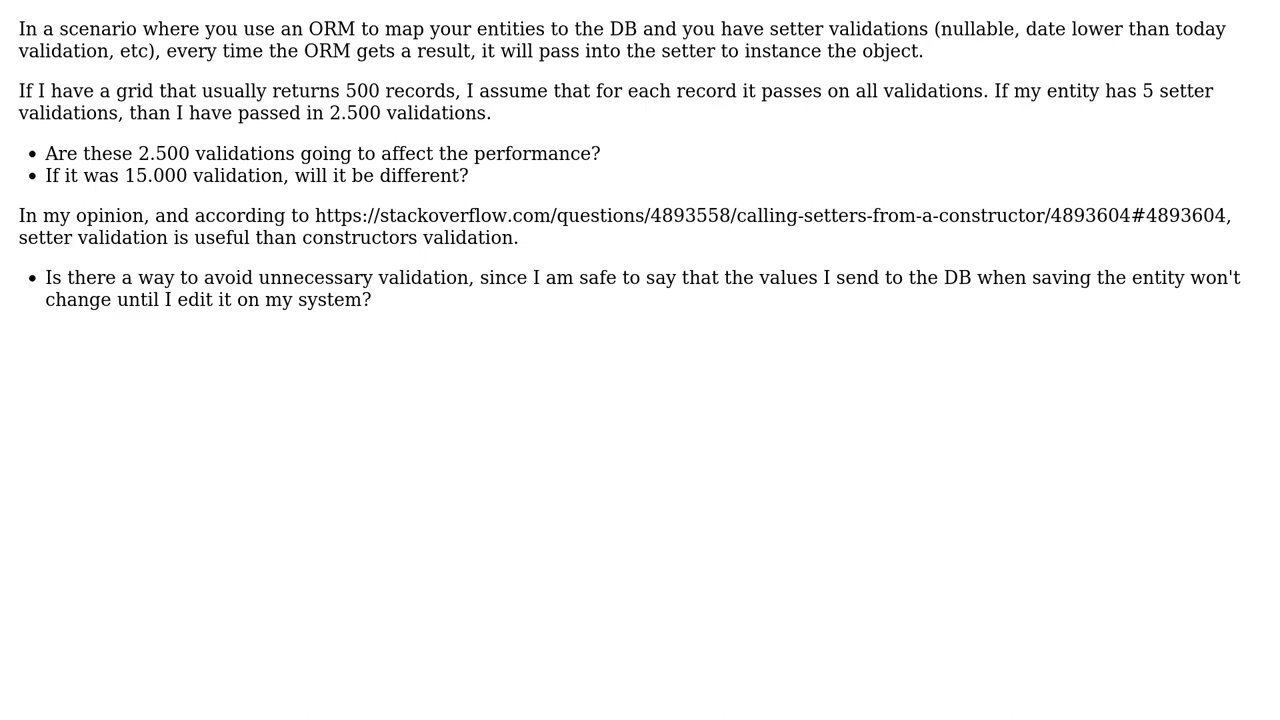 In a scenario where you use an ORM to map your entities to the DB and you have setter validations (nullable, date lower than today
validation, etc), every time the ORM gets a result, it will pass into the setter to instance the object.
If I have a grid that usually returns 500 records, I assume that for each record it passes on all validations. If my entity has 5 setter
validations, than I have passed in 2.500 validations.
• Are these 2.500 validations going to affect the performance?
• If it was 15.000 validation, will it be different?
In my opinion, and according to https://stackoverflow.com/questions/4893558/calling-setters-from-a-constructor/4893604#4893604,
setter validation is useful than constructors validation.
• Is there a way to avoid unnecessary validation, since I am safe to say that the values I send to the DB when saving the entity won't
change until I edit it on my system?